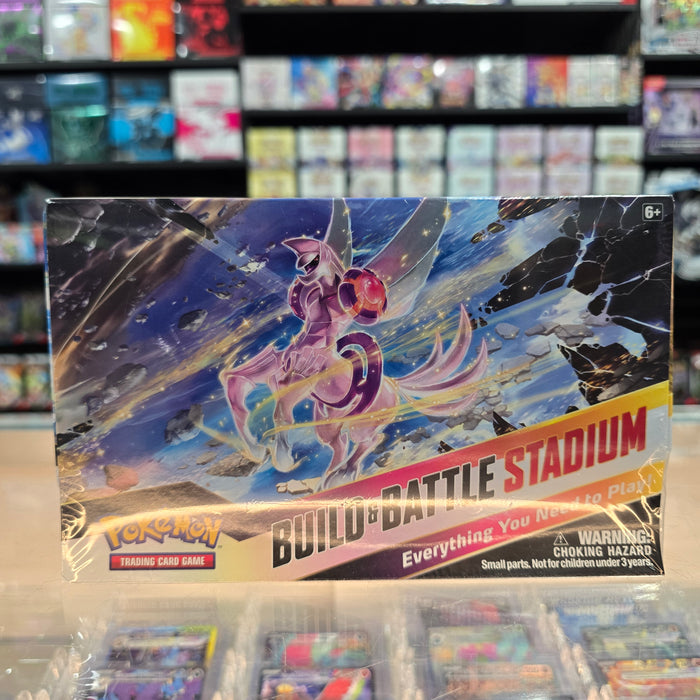 6+
BUILD & BATTLE STADIUM
Everything You Need to Play!
POKéMON
TRADING CARD GAME
⚠ WARNING:
CHOKING HAZARD
Small parts. Not for children under 3 years.